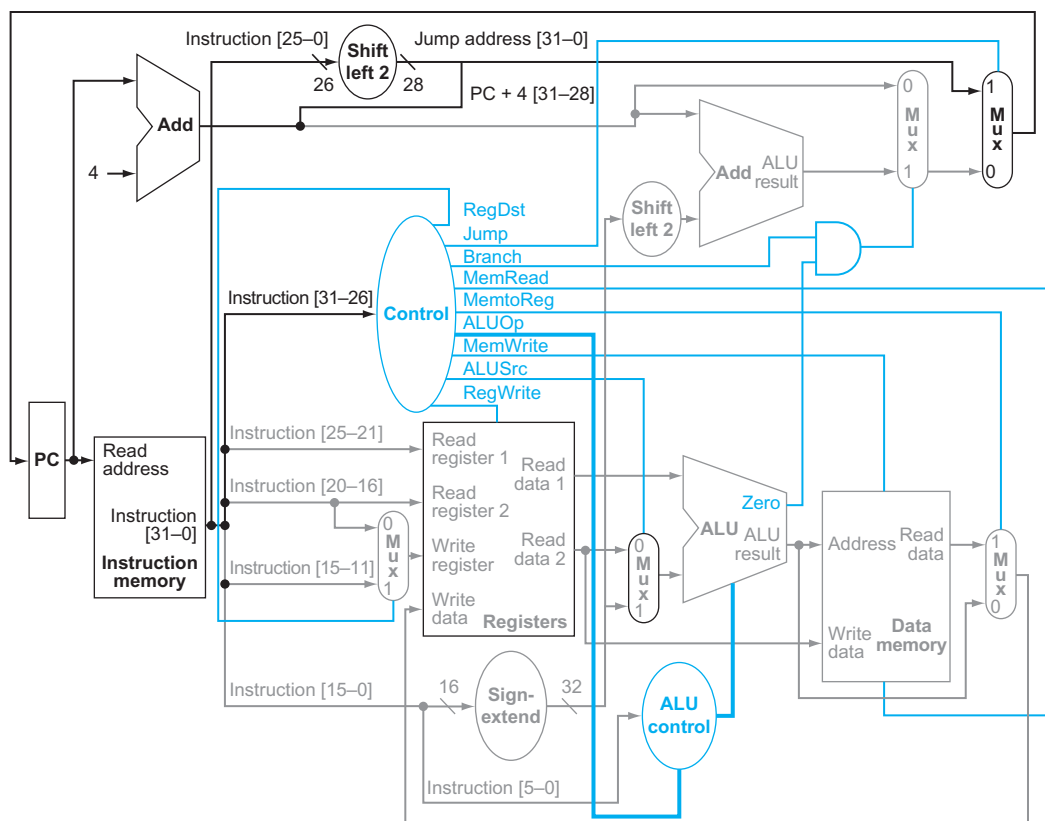 Instruction [25–0]
Shift
left 2
Jump address [31–0]
26
28
PC + 4 [31–28]
Add
4
0
M
u
x
1
1
M
u
x
0
Add
ALU
result
Shift
left 2
RegDst
Jump
Branch
MemRead
MemtoReg
ALUOp
MemWrite
ALUSrc
RegWrite
Control
Instruction [31–26]
PC
Read
address
Instruction
[31–0]
Instruction
memory
Instruction [25–21]
Instruction [20–16]
Instruction [15–11]
0
M
u
x
1
Read
register 1
Read
register 2
Write
register
Write
data
Read
data 1
Read
data 2
Registers
0
M
u
x
1
Zero
ALU
ALU
result
Address
Read
data
Write
data
Data
memory
1
M
u
x
0
Instruction [15–0]
16
Sign-
extend
32
ALU
control
Instruction [5–0]